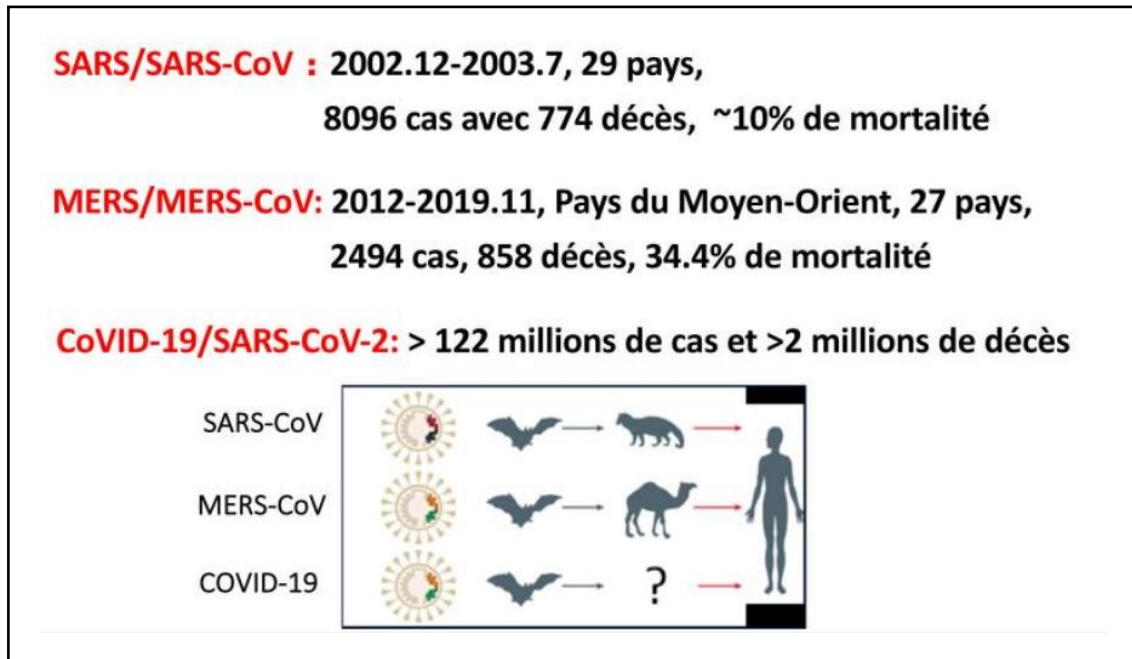 SARS/SARS-CoV : 2002.12-2003.7, 29 pays,
8096 cas avec 774 décès, ~10% de mortalité
MERS/MERS-CoV: 2012-2019.11, Pays du Moyen-Orient, 27 pays,
2494 cas, 858 décès, 34.4% de mortalité
CoVID-19/SARS-CoV-2: > 122 millions de cas et >2 millions de décès
SARS-CoV
MERS-CoV
COVID-19 ?